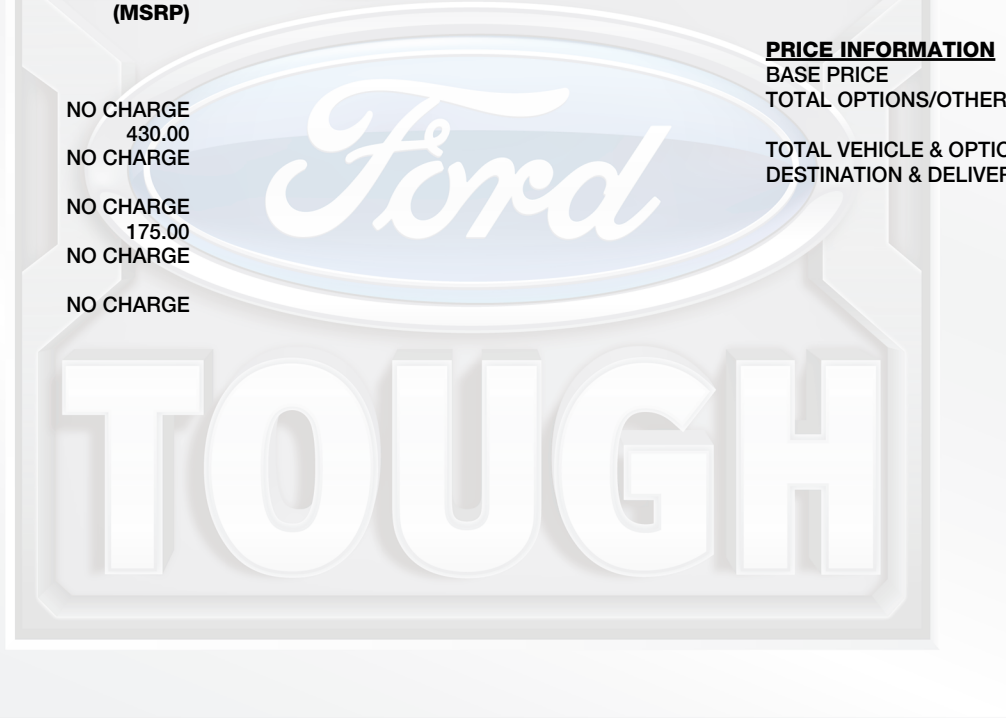 (MSRP)
NO CHARGE
430.00
NO CHARGE
NO CHARGE
175.00
NO CHARGE
NO CHARGE
PRICE INFORMATION
BASE PRICE
TOTAL OPTIONS/OTHER
TOTAL VEHICLE & OPTIO
DESTINATION & DELIVER
Ford
TOUGH